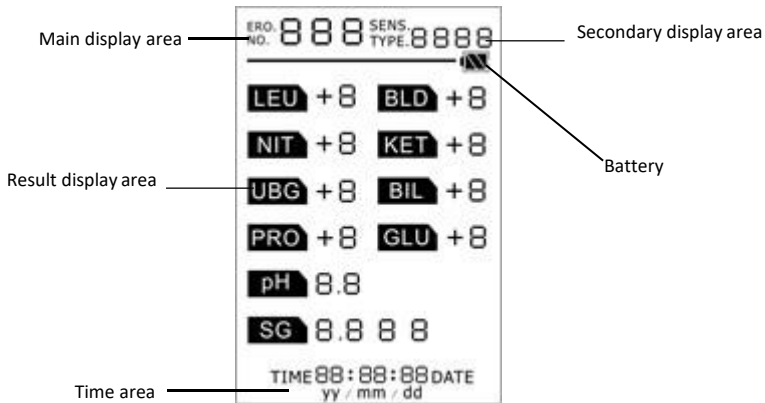 Main display area
ERO. 888 SENS. 8888
NO. TYPE.
Secondary display area
Battery
LEU +8 BLD +8
NIT +8 KET +8
Result display area
UBG +8 BIL +8
PRO +8 GLU +8
pH 8.8
SG 8.8 8 8
Time area
TIME 88:88:88 DATE
yy / mm / dd